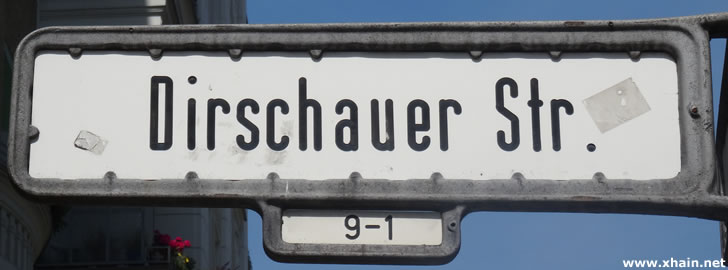 Dirschauer Str.
9-1
www.xhain.net